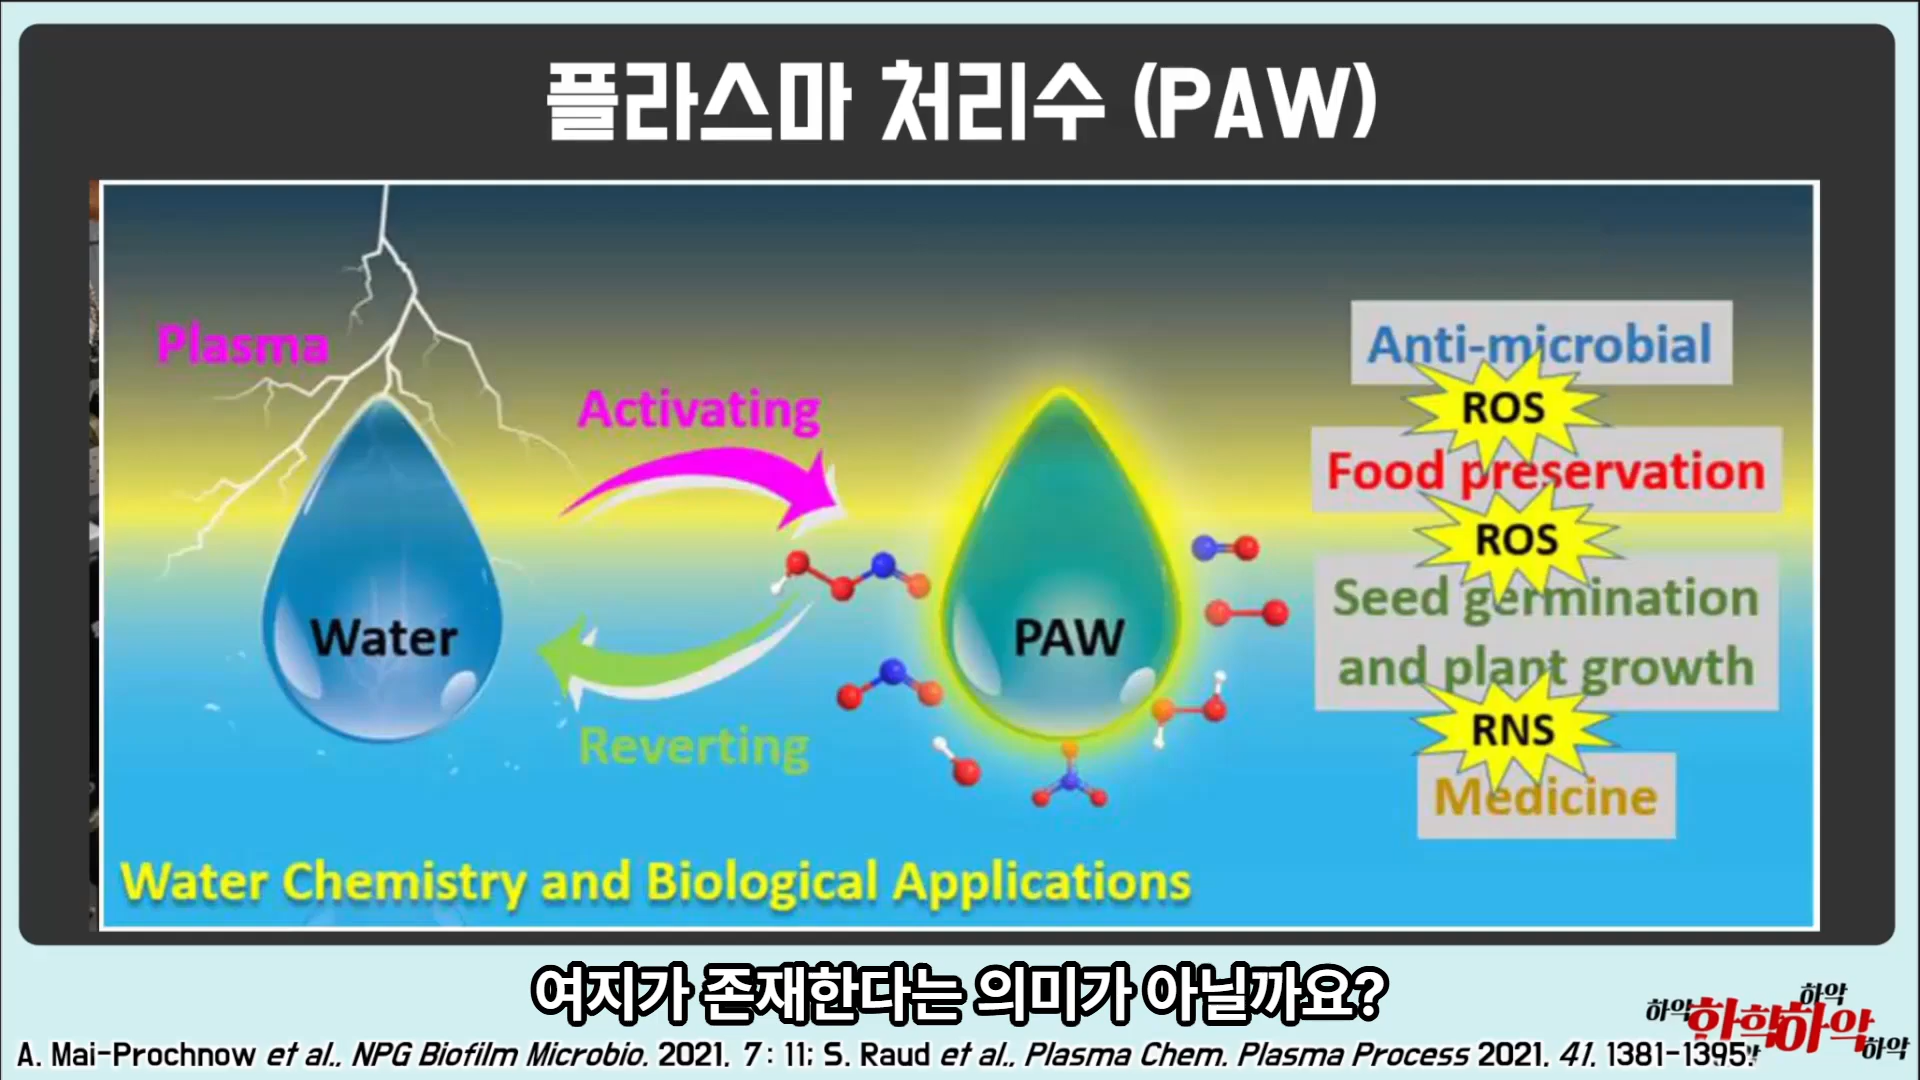 플라스마 처리수 (PAW)
Plasma
Activating
Water
Reverting
PAW
Anti-microbial
ROS
Food preservation
ROS
Seed germination
and plant growth
RNS
Medicine
Water Chemistry and Biological Applications
여지가 존재한다는 의미가 아닐까요?
하악
하악
화학하악
하악
A. Mai-Prochnow et al., NPG Biofilm Microbio. 2021, 7: 11; S. Raud et al., Plasma Chem. Plasma Process 2021, 41, 1381-1395.